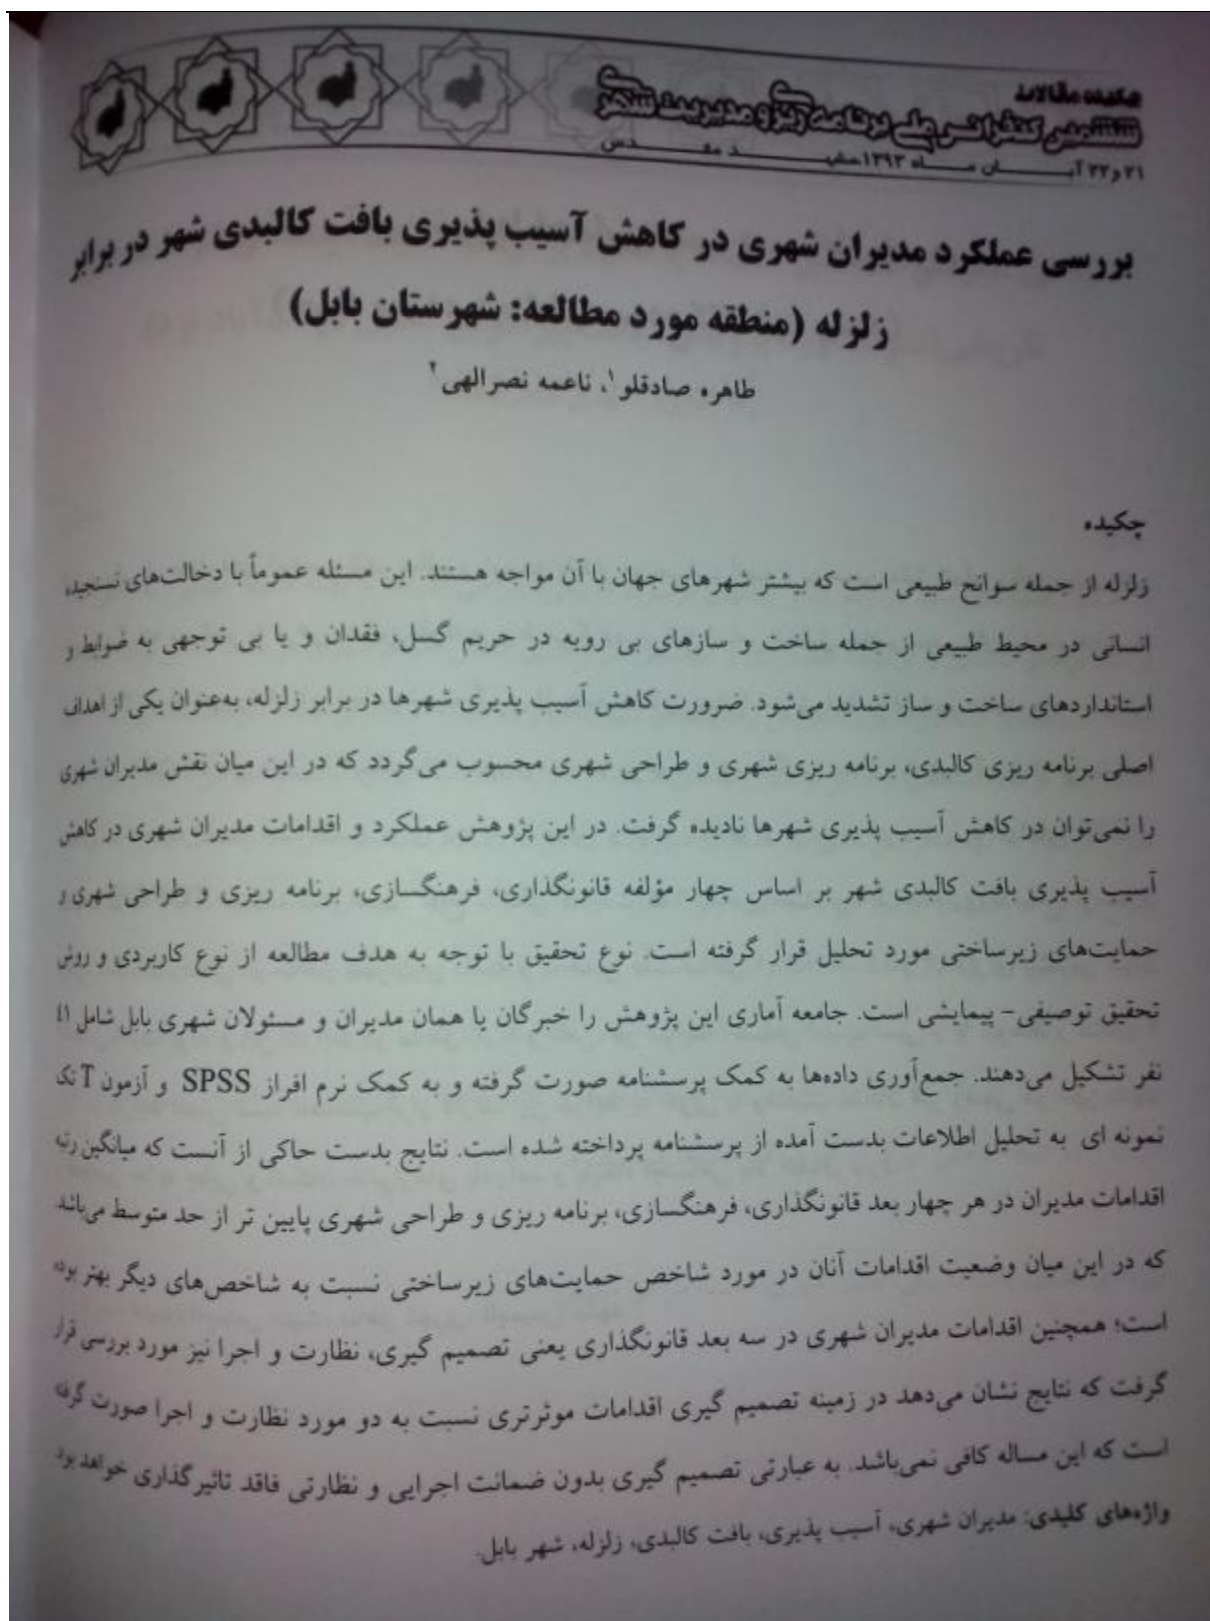 چکیده مقالات
ششمین کنفرانس ملی برنامه ریزی و مدیریت شهری
۲۱ و ۲۲ آبـــان مـــاه ۱۳۹۳ مشهـــد مقـــدس
بررسی عملکرد مدیران شهری در کاهش آسیب پذیری بافت کالبدی شهر در برابر
زلزله (منطقه مورد مطالعه: شهرستان بابل)
طاهره صادقلو۱، ناعمه نصرالهی۲
چکیده
زلزله از جمله سوانح طبیعی است که بیشتر شهرهای جهان با آن مواجه هستند. این مسئله عموماً با دخالت‌های نسنجیده
انسانی در محیط طبیعی از جمله ساخت و سازهای بی رویه در حریم گسل، فقدان و یا بی توجهی به ضوابط و
استانداردهای ساخت و ساز تشدید می‌شود. ضرورت کاهش آسیب پذیری شهرها در برابر زلزله، به‌عنوان یکی از اهداف
اصلی برنامه ریزی کالبدی، برنامه ریزی شهری و طراحی شهری محسوب می‌گردد که در این میان نقش مدیران شهری
را نمی‌توان در کاهش آسیب پذیری شهرها نادیده گرفت. در این پژوهش عملکرد و اقدامات مدیران شهری در کاهش
آسیب پذیری بافت کالبدی شهر بر اساس چهار مؤلفه قانونگذاری، فرهنگسازی، برنامه ریزی و طراحی شهری و
حمایت‌های زیرساختی مورد تحلیل قرار گرفته است. نوع تحقیق با توجه به هدف مطالعه از نوع کاربردی و روش
تحقیق توصیفی- پیمایشی است. جامعه آماری این پژوهش را خبرگان یا همان مدیران و مسئولان شهری بابل شامل
نفر تشکیل می‌دهند. جمع‌آوری داده‌ها به کمک پرسشنامه صورت گرفته و به کمک نرم افراز SPSS و آزمون T تک
نمونه ای به تحلیل اطلاعات بدست آمده از پرسشنامه پرداخته شده است. نتایج بدست حاکی از آنست که میانگین رتبه
اقدامات مدیران در هر چهار بعد قانونگذاری، فرهنگسازی، برنامه ریزی و طراحی شهری پایین تر از حد متوسط می‌باشد
که در این میان وضعیت اقدامات آنان در مورد شاخص حمایت‌های زیرساختی نسبت به شاخص‌های دیگر بهتر بوده
است؛ همچنین اقدامات مدیران شهری در سه بعد قانونگذاری یعنی تصمیم گیری، نظارت و اجرا نیز مورد بررسی قرار
گرفت که نتایج نشان می‌دهد در زمینه تصمیم گیری اقدامات موثرتری نسبت به دو مورد نظارت و اجرا صورت گرفته
است که این مساله کافی نمی‌باشد. به عبارتی تصمیم گیری بدون ضمانت اجرایی و نظارتی فاقد تاثیرگذاری خواهد بود
واژه‌های کلیدی: مدیران شهری، آسیب پذیری، بافت کالبدی، زلزله، شهر بابل.